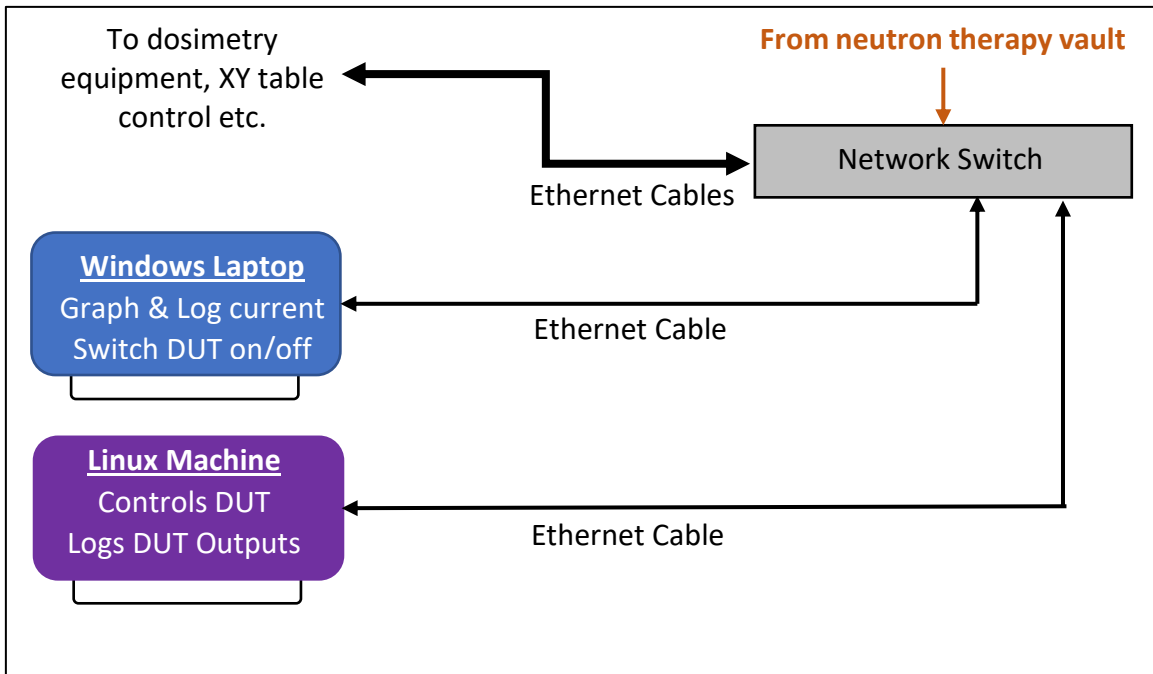 To dosimetry
equipment, XY table
control etc.
From neutron therapy vault
Network Switch
Ethernet Cables
Windows Laptop
Graph & Log current
Switch DUT on/off
Ethernet Cable
Linux Machine
Controls DUT
Logs DUT Outputs
Ethernet Cable